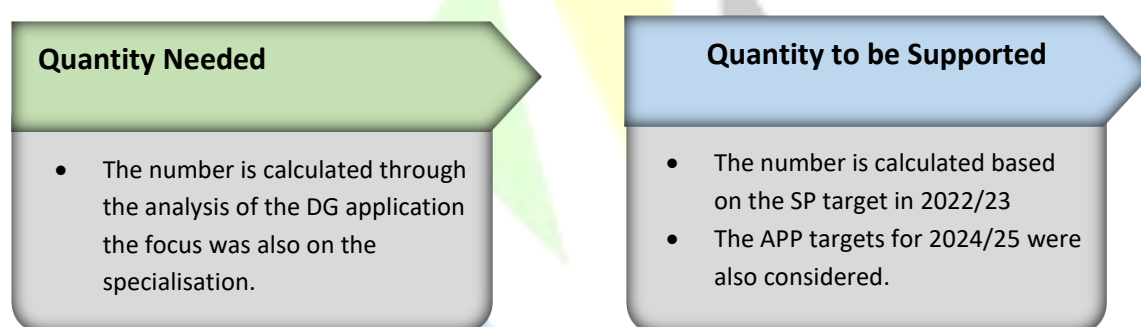 Quantity Needed
• The number is calculated through
the analysis of the DG application
the focus was also on the
specialisation.
Quantity to be Supported
• The number is calculated based
on the SP target in 2022/23
• The APP targets for 2024/25 were
also considered.